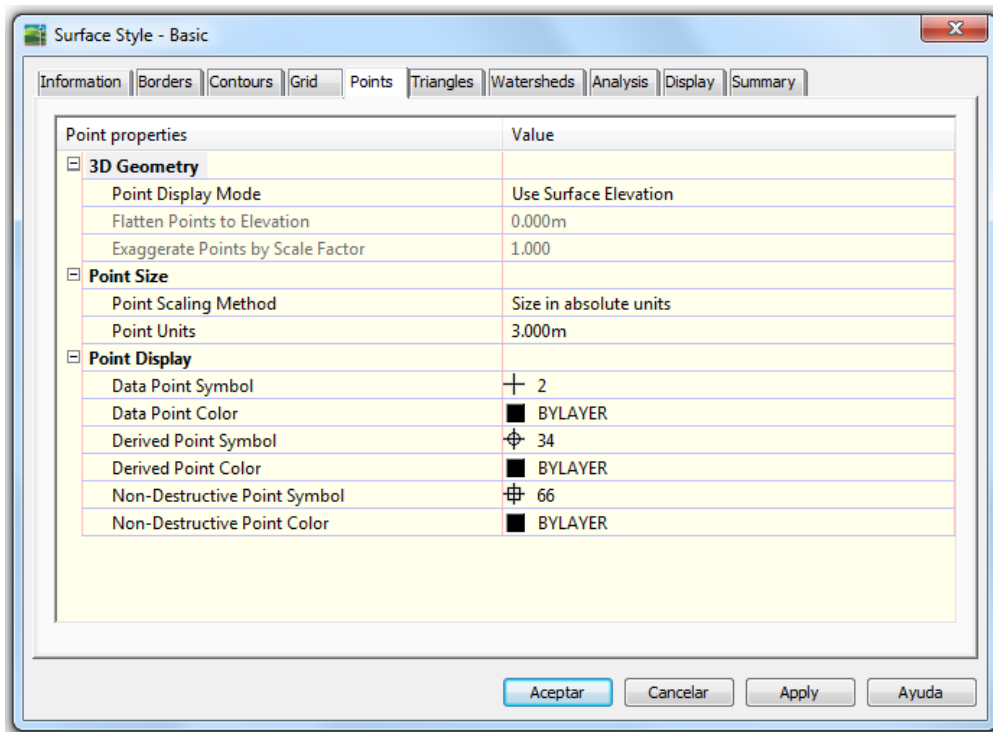 Surface Style - Basic
Information Borders Contours Grid Points Triangles Watersheds Analysis Display Summary
Point properties Value
3D Geometry
Point Display Mode Use Surface Elevation
Flatten Points to Elevation 0.000m
Exaggerate Points by Scale Factor 1.000
Point Size
Point Scaling Method Size in absolute units
Point Units 3.000m
Point Display
Data Point Symbol 2
Data Point Color BYLAYER
Derived Point Symbol 34
Derived Point Color BYLAYER
Non-Destructive Point Symbol 66
Non-Destructive Point Color BYLAYER
Aceptar Cancelar Apply Ayuda